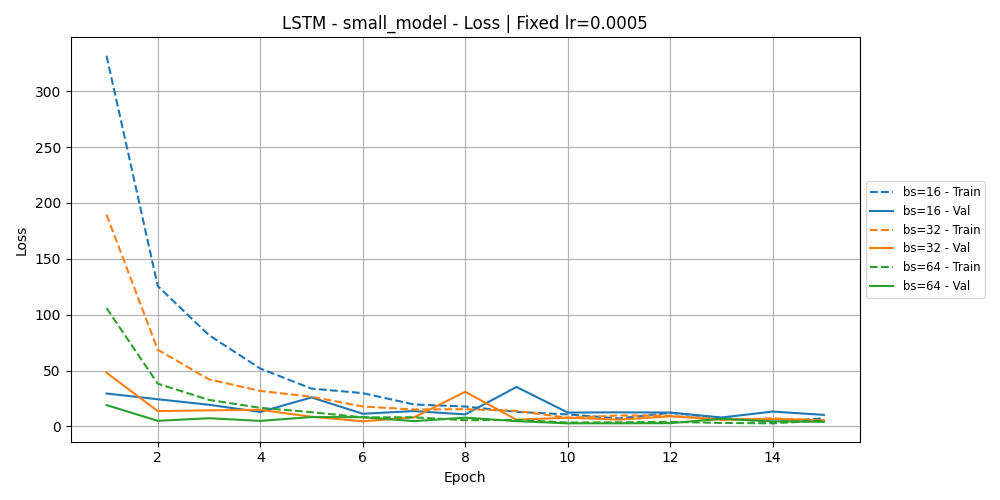 LSTM - small_model - Loss | Fixed lr=0.0005
Loss
300
250
200
150
100
50
0
2 4 6 8 10 12 14
Epoch
bs=16 - Train
bs=16 - Val
bs=32 - Train
bs=32 - Val
bs=64 - Train
bs=64 - Val